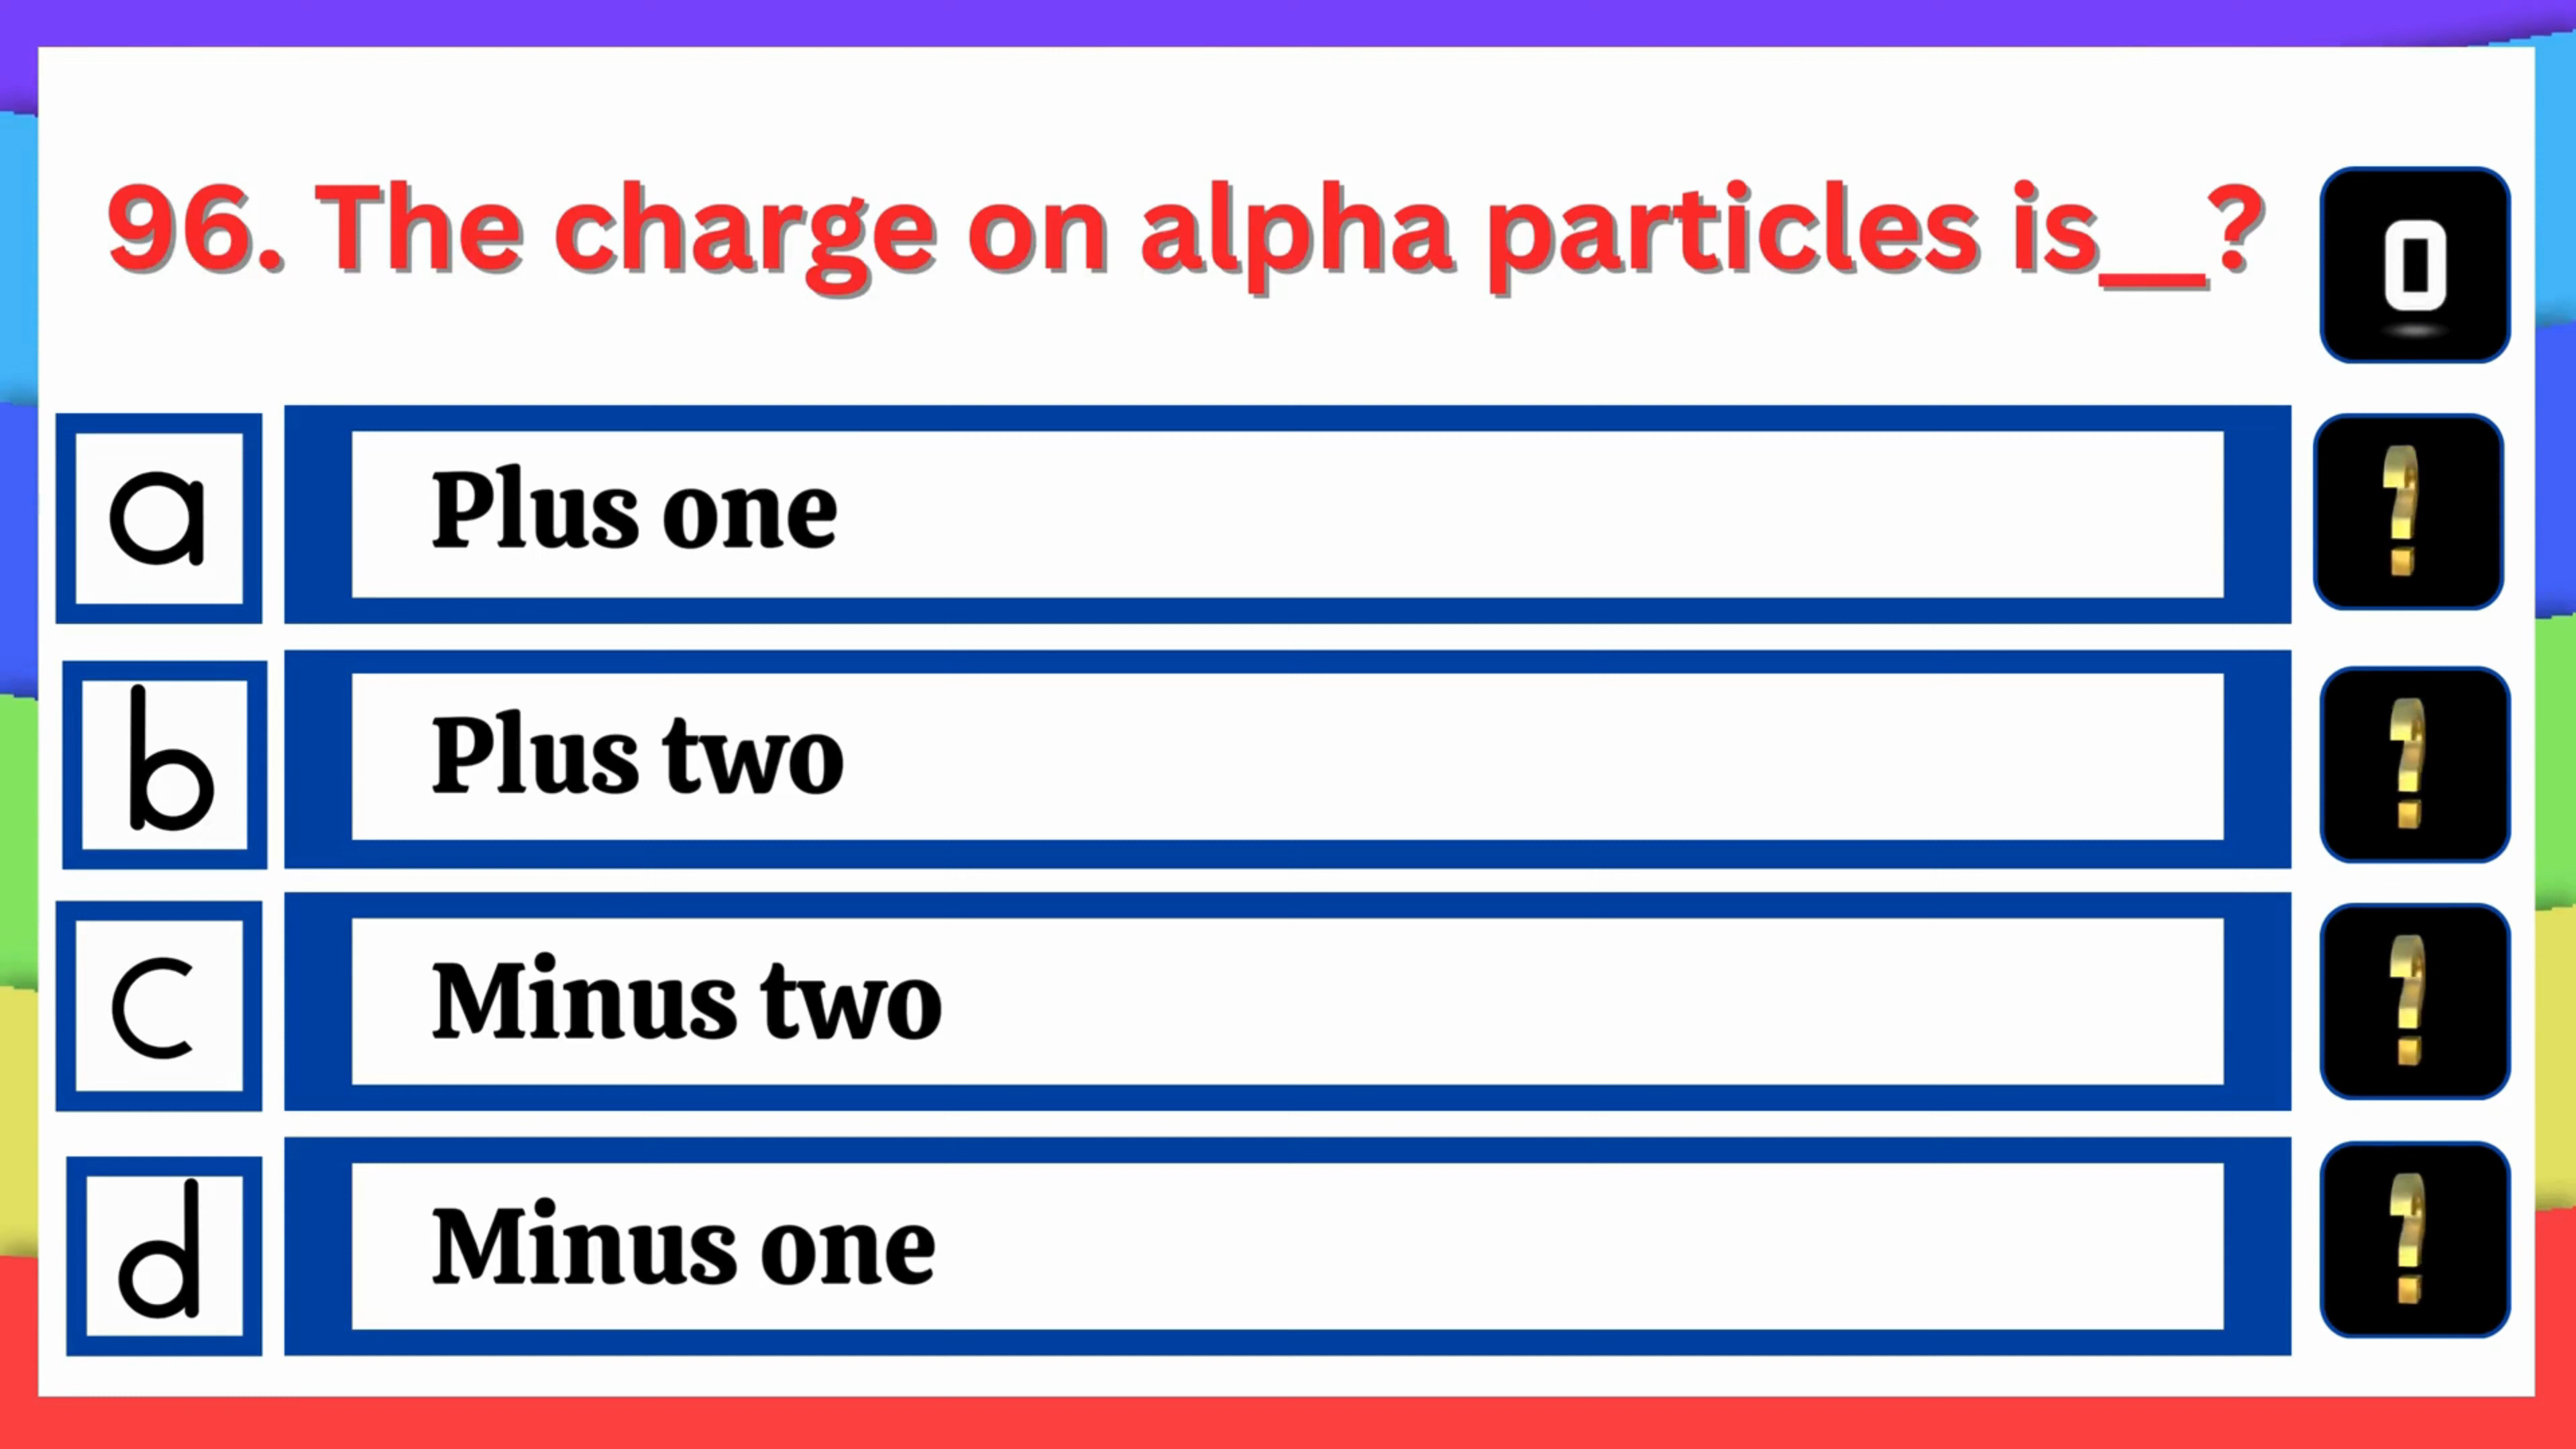 96. The charge on alpha particles is__?
0
a
Plus one
?
b
Plus two
?
c
Minus two
?
d
Minus one
?